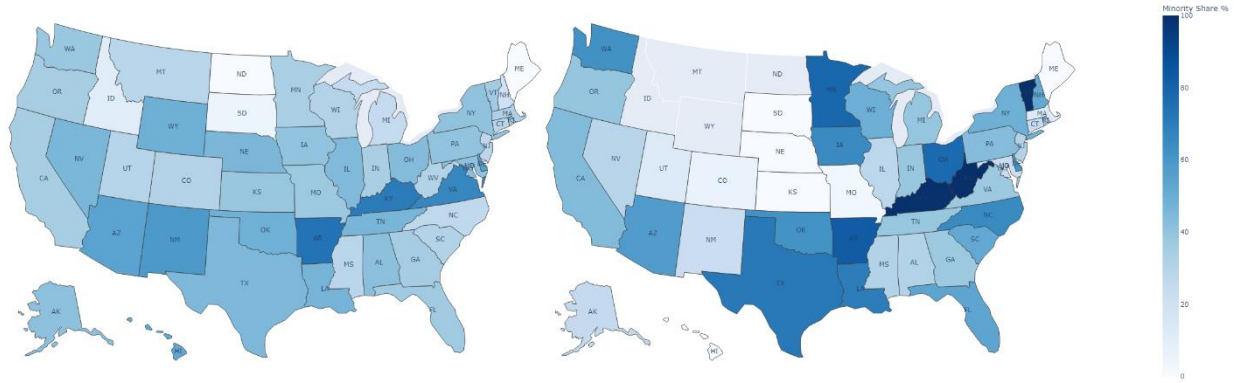 Minority Share %
100
80
60
40
20
0
WA
OR
CA
NV
ID
MT
WY
UT
AZ
CO
NM
ND
SD
NE
KS
OK
TX
MN
IA
MO
AR
LA
WI
IL
MI
IN
OH
KY
TN
MS
AL
GA
FL
SC
NC
VA
WV
PA
NY
VT
NH
ME
MA
CT
AK
HI
WA
OR
CA
NV
ID
MT
WY
UT
AZ
CO
NM
ND
SD
NE
KS
OK
TX
MN
IA
MO
AR
LA
WI
IL
MI
IN
OH
TN
MS
AL
GA
FL
SC
NC
VA
PA
NY
NH
ME
MA
CT
NJ
AK
HI